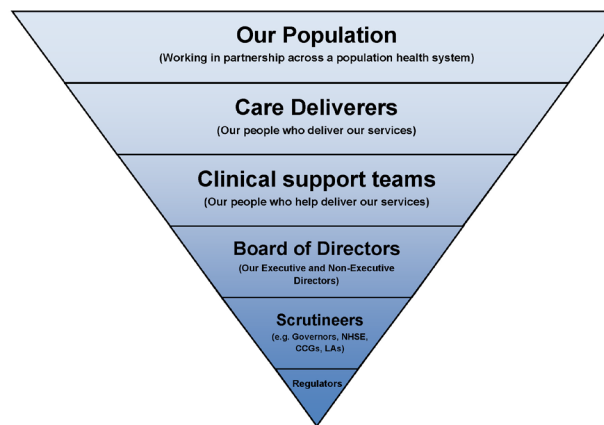 Our Population
(Working in partnership across a population health system)
Care Deliverers
(Our people who deliver our services)
Clinical support teams
(Our people who help deliver our services)
Board of Directors
(Our Executive and Non-Executive
Directors)
Scrutineers
(e.g. Governors, NHSE,
CCGs, LAs)
Regulators